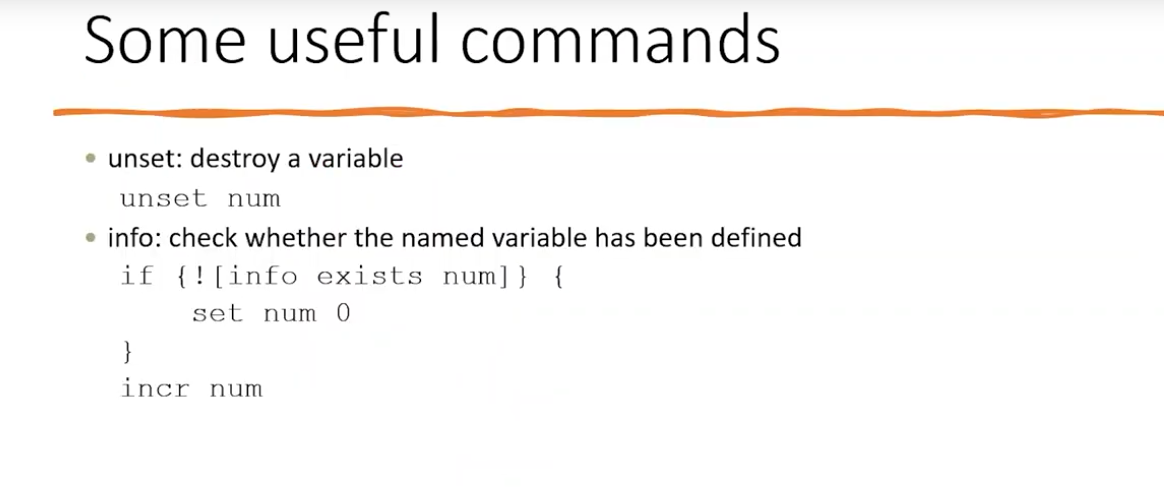 Some useful commands
• unset: destroy a variable
unset num
• info: check whether the named variable has been defined
if {![info exists num]} {
set num 0
}
incr num